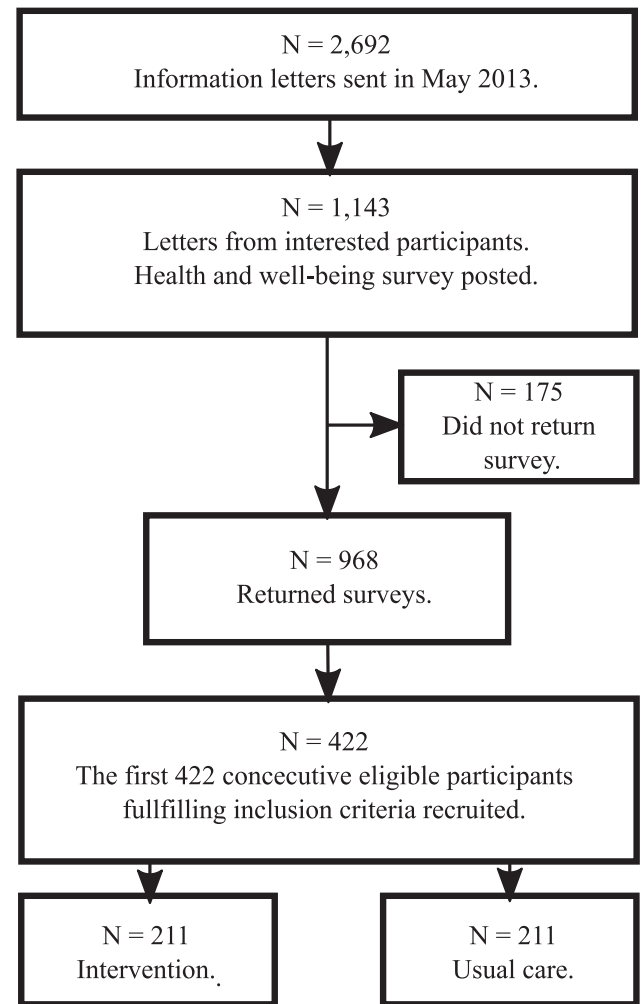 N = 2,692
Information letters sent in May 2013.
N = 1,143
Letters from interested participants.
Health and well-being survey posted.
N = 175
Did not return
survey.
N = 968
Returned surveys.
N = 422
The first 422 concecutive eligible participants
fullfilling inclusion criteria recruited.
N = 211
Intervention..
N = 211
Usual care.